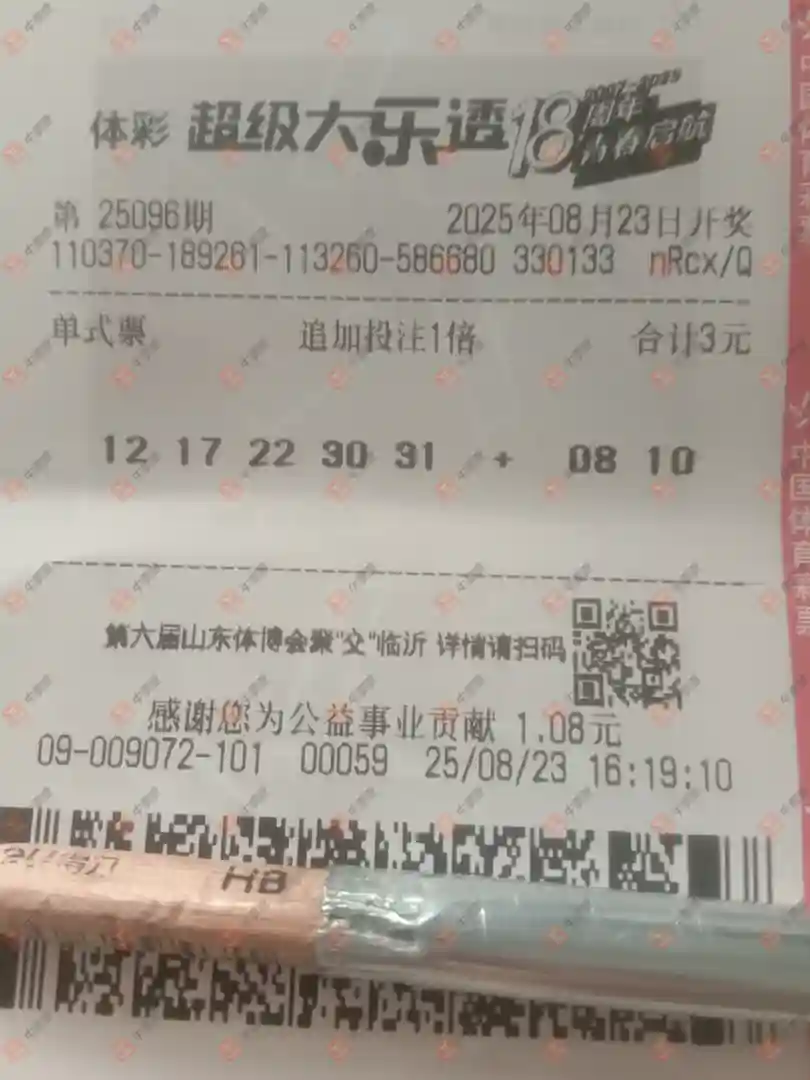 体彩 超级大乐透 18 周年 青春启航
第 25096期 2025年08月23日开奖
110370-189261-113260-586680 330133 nRcx/Q
单式票 追加投注1倍 合计3元
12 17 22 30 31 + 08 10
第六届山东体博会聚"交"临沂 详情请扫码
感谢您为公益事业贡献 1.08元
09-009072-101 00059 25/08/23 16:19:10
HB
中国体育彩票